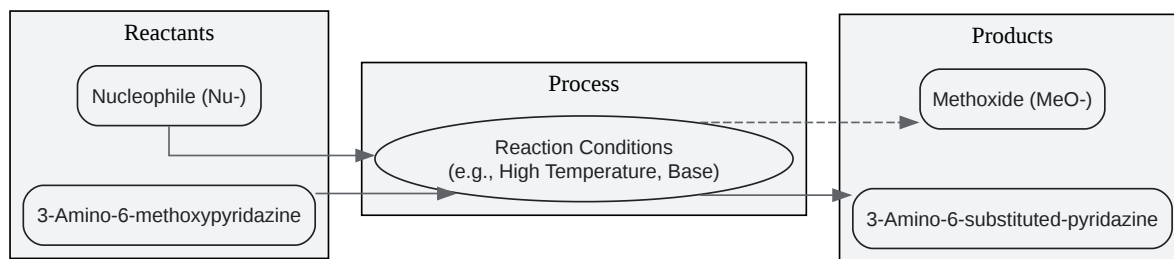 Reactants
Nucleophile (Nu-)
3-Amino-6-methoxypyridazine
Process
Reaction Conditions
(e.g., High Temperature, Base)
Products
Methoxide (MeO-)
3-Amino-6-substituted-pyridazine